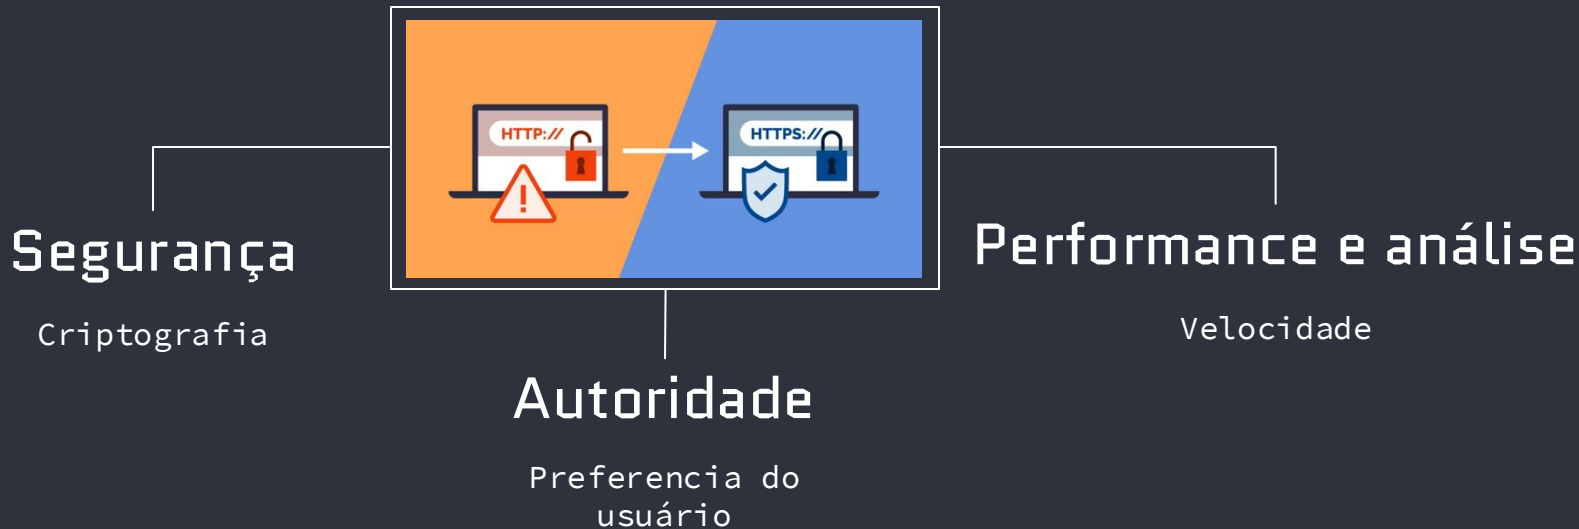 HTTP://
HTTPS://
Segurança
Criptografia
Autoridade
Preferencia do
usuário
Performance e análise
Velocidade